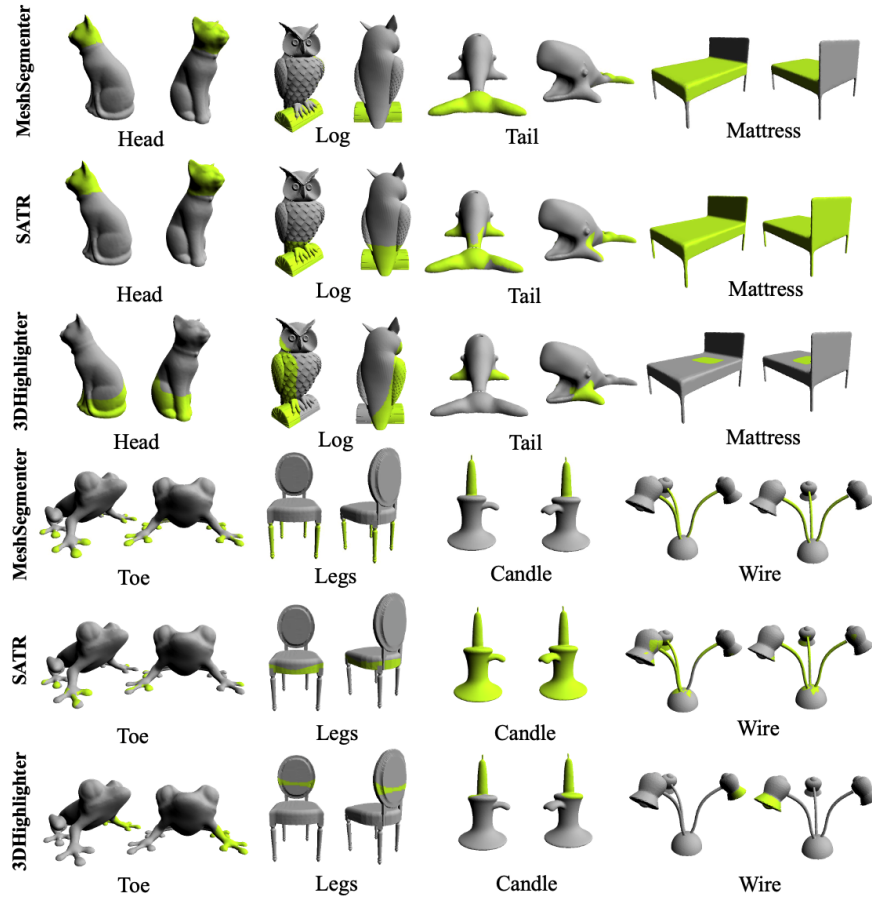 MeshSegmenter
Head
Log
Tail
Mattress
SATR
Head
Log
Tail
Mattress
3DHighlighter
Head
Log
Tail
Mattress
MeshSegmenter
Toe
Legs
Candle
Wire
SATR
Toe
Legs
Candle
Wire
3DHighlighter
Toe
Legs
Candle
Wire